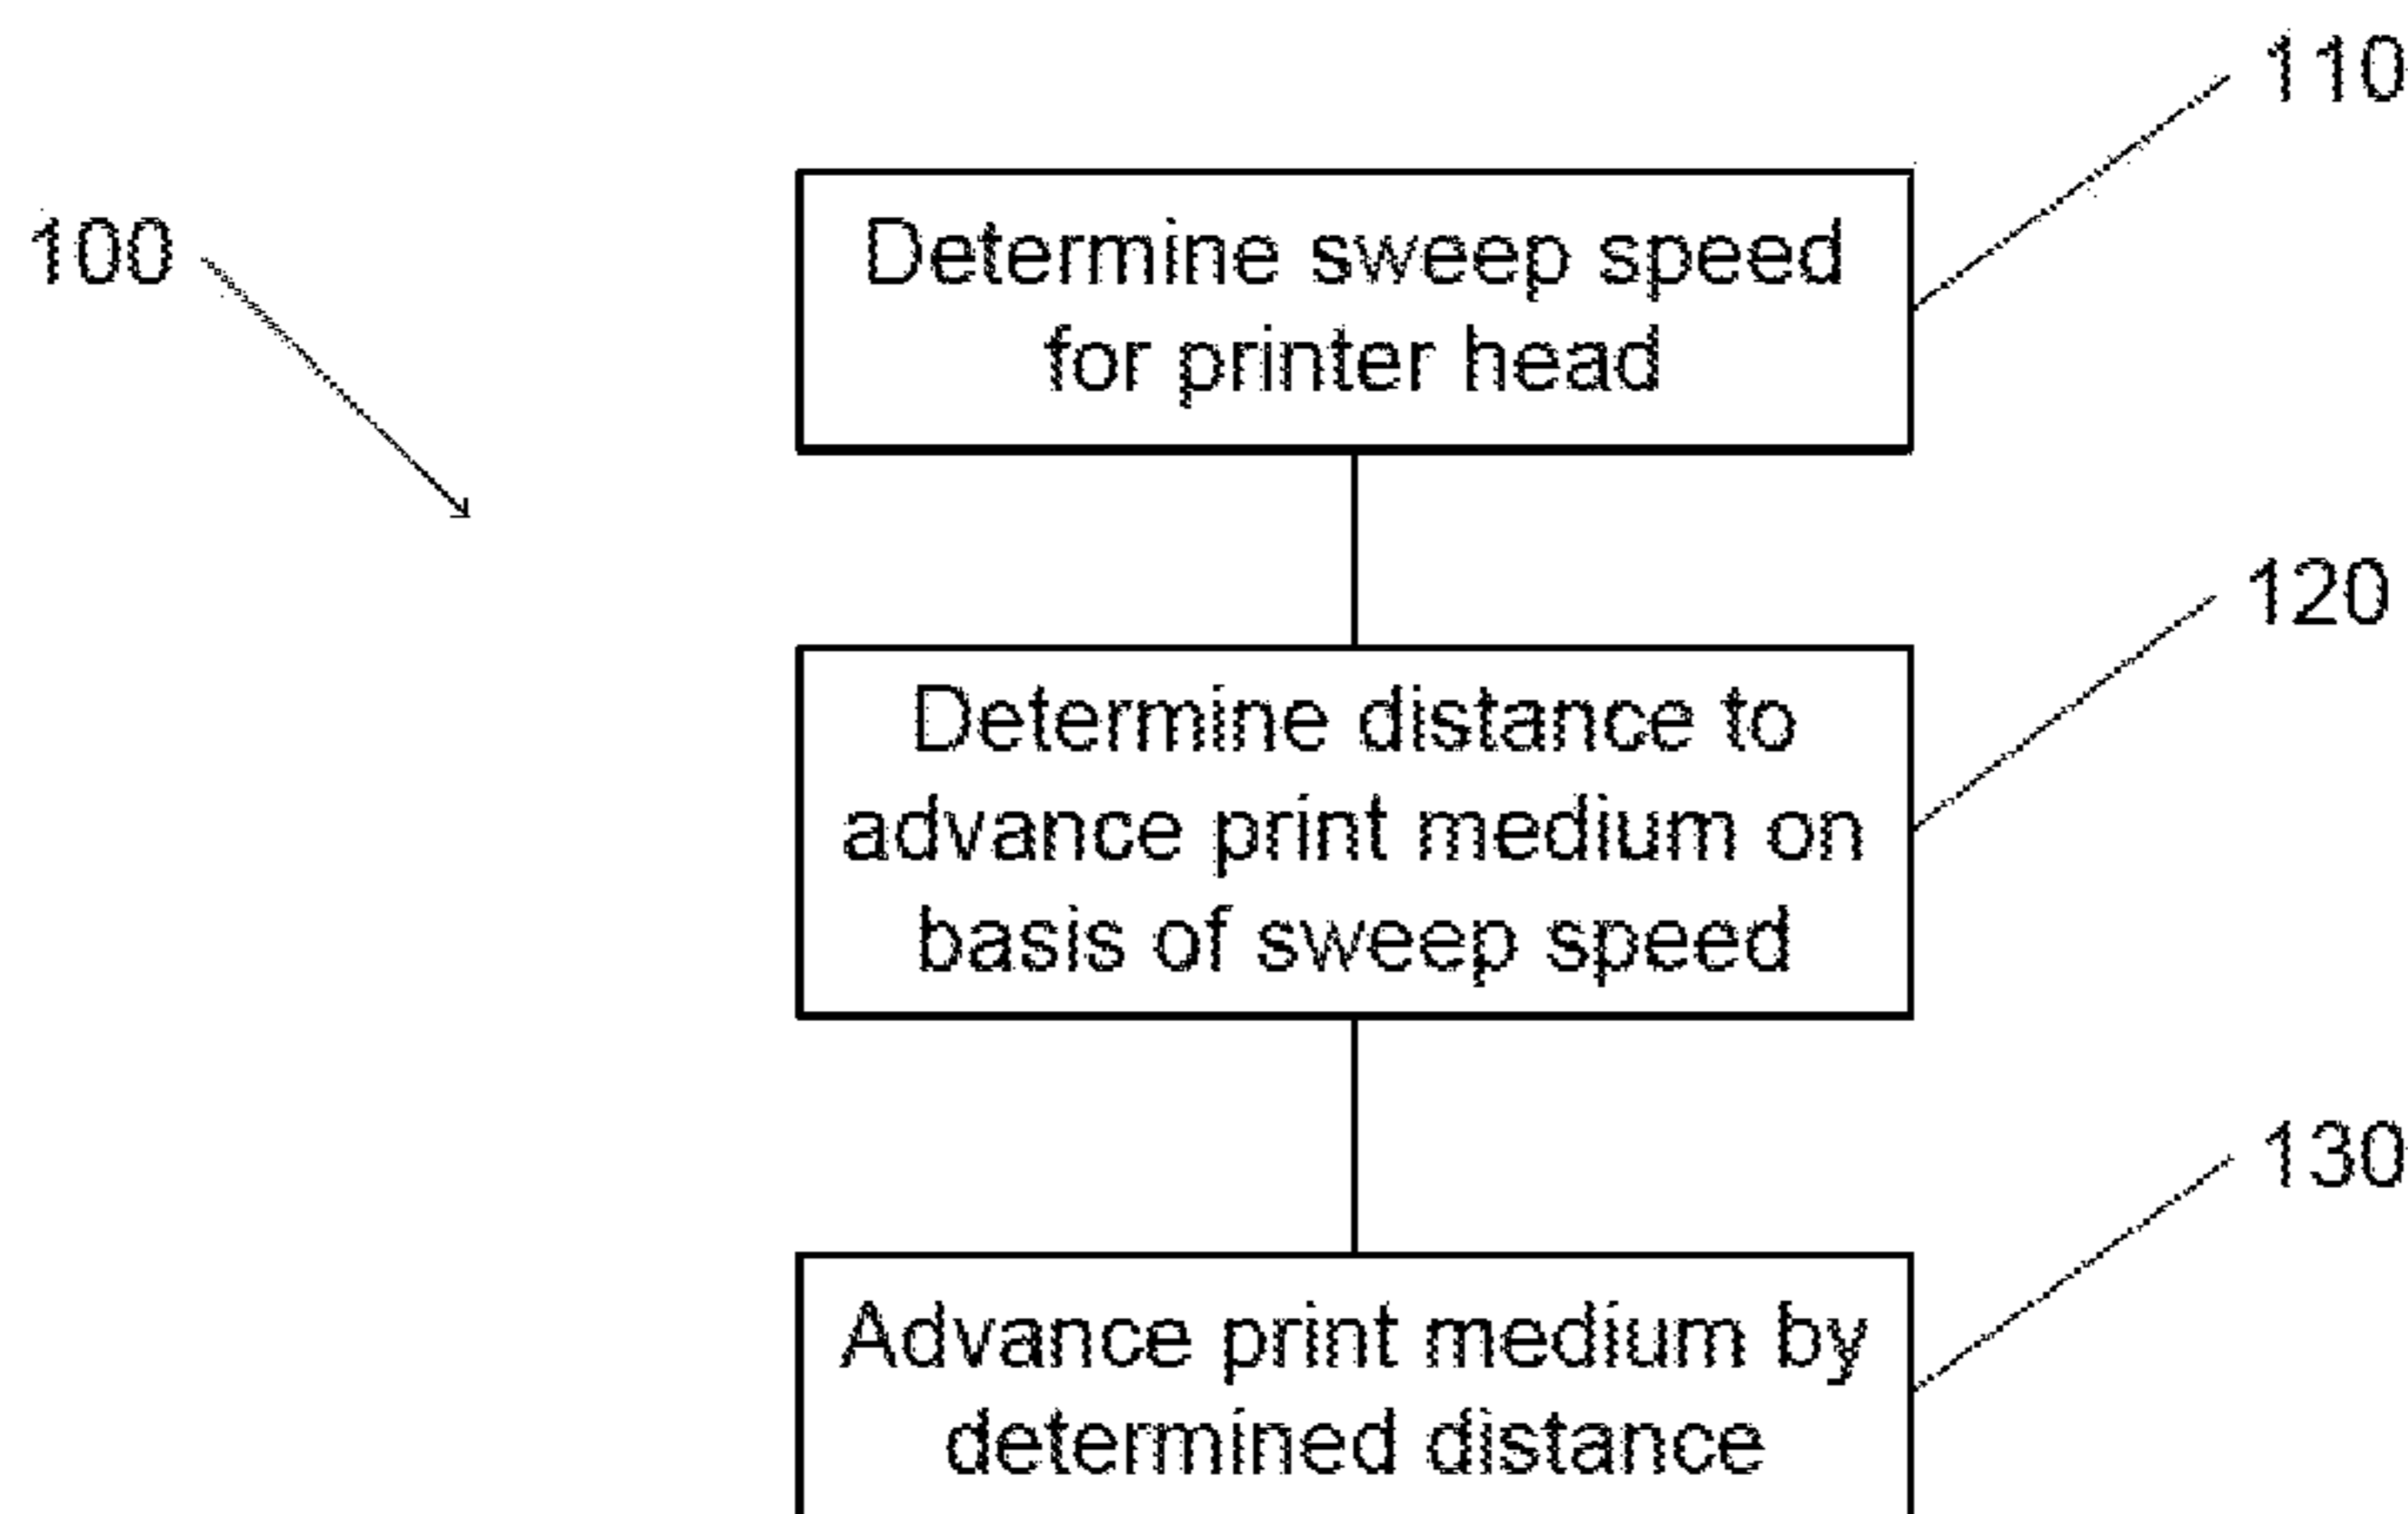 110
100
Determine sweep speed
for printer head
120
Determine distance to
advance print medium on
basis of sweep speed
130
Advance print medium by
determined distance